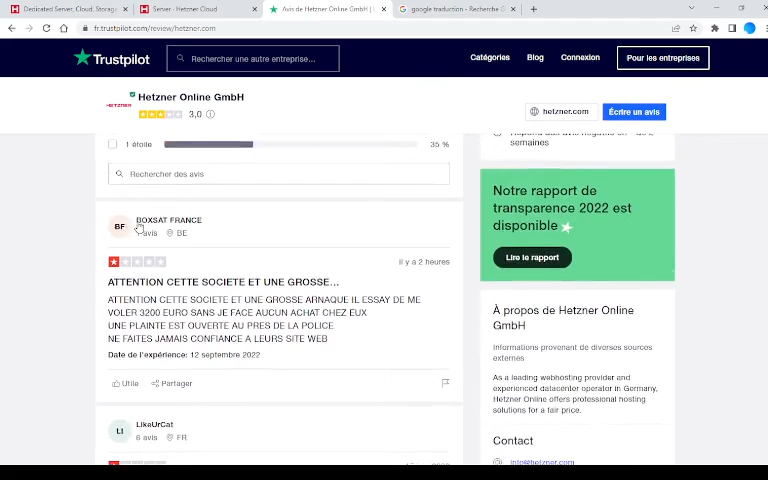 Dedicated Server, Cloud, Storage
Server · Hetzner Cloud
Avis de Hetzner Online GmbH | L
google traduction - Recherche G
fr.trustpilot.com/review/hetzner.com
Trustpilot
Rechercher une autre entreprise...
Catégories
Blog
Connexion
Pour les entreprises
HETZNER
Hetzner Online GmbH
3,0
hetzner.com
Écrire un avis
1 étoile
35 %
semaines
Rechercher des avis
Notre rapport de
transparence 2022 est
disponible
Lire le rapport
BF
BOXSAT FRANCE
avis
BE
il y a 2 heures
ATTENTION CETTE SOCIETE ET UNE GROSSE...
ATTENTION CETTE SOCIETE ET UNE GROSSE ARNAQUE IL ESSAY DE ME
VOLER 3200 EURO SANS JE FACE AUCUN ACHAT CHEZ EUX
UNE PLAINTE EST OUVERTE AU PRES DE LA POLICE
NE FAITES JAMAIS CONFIANCE A LEURS SITE WEB
Date de l'expérience: 12 septembre 2022
Utile
Partager
À propos de Hetzner Online
GmbH
Informations provenant de diverses sources
externes
As a leading webhosting provider and
experienced datacenter operator in Germany,
Hetzner Online offers professional hosting
solutions for a fair price.
Contact
info@hetzner.com
LI
LikeUrCat
6 avis
FR